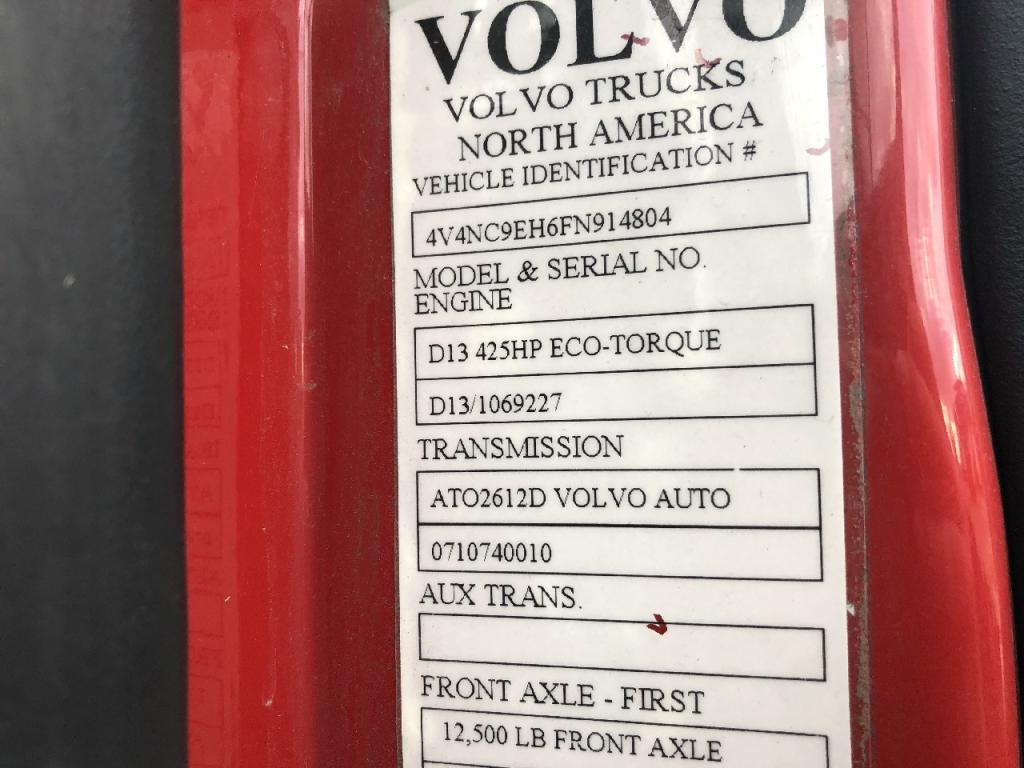 VOLVO
VOLVO TRUCKS
NORTH AMERICA
VEHICLE IDENTIFICATION #
4V4NC9EH6FN914804
MODEL & SERIAL NO.
ENGINE
D13 425HP ECO-TORQUE
D13/1069227
TRANSMISSION
ATO2612D VOLVO AUTO
0710740010
AUX TRANS.
FRONT AXLE - FIRST
12,500 LB FRONT AXLE